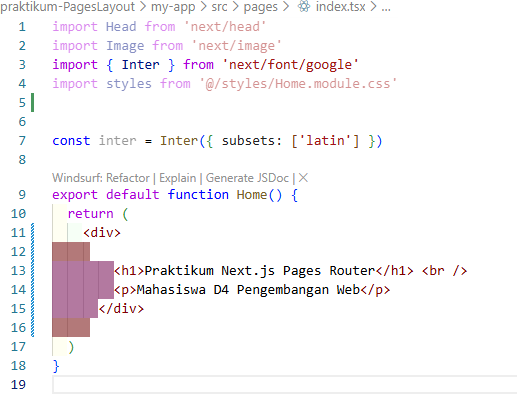 praktikum-PagesLayout > my-app > src > pages > index.tsx > ...
1 import Head from 'next/head'
2 import Image from 'next/image'
3 import { Inter } from 'next/font/google'
4 import styles from '@/styles/Home.module.css'
5
6
7 const inter = Inter({ subsets: ['latin'] })
8
Windsurf: Refactor | Explain | Generate JSDoc | X
9 export default function Home() {
10 return (
11 <div>
12
13 <h1>Praktikum Next.js Pages Router</h1> <br />
14 <p>Mahasiswa D4 Pengembangan Web</p>
15 </div>
16
17 )
18 }
19